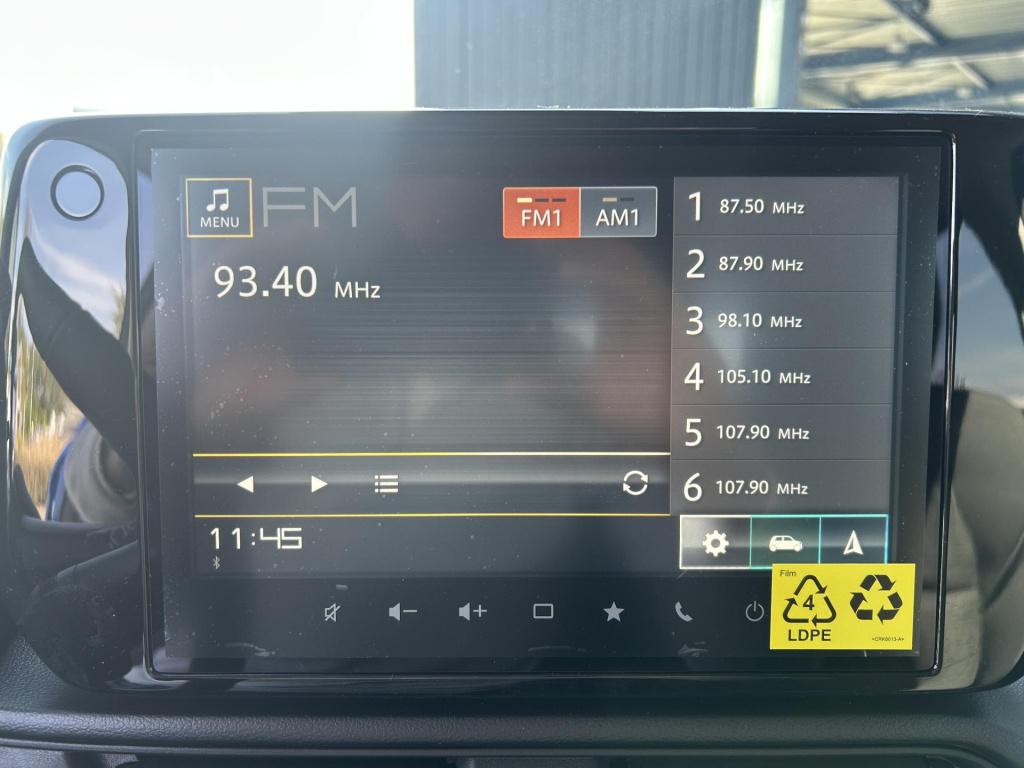 MENU
FM
FM1
AM1
93.40 MHz
1 87.50 MHz
2 87.90 MHz
3 98.10 MHz
4 105.10 MHz
5 107.90 MHz
6 107.90 MHz
11:45
Film
4
LDPE
<CRK6013-A>